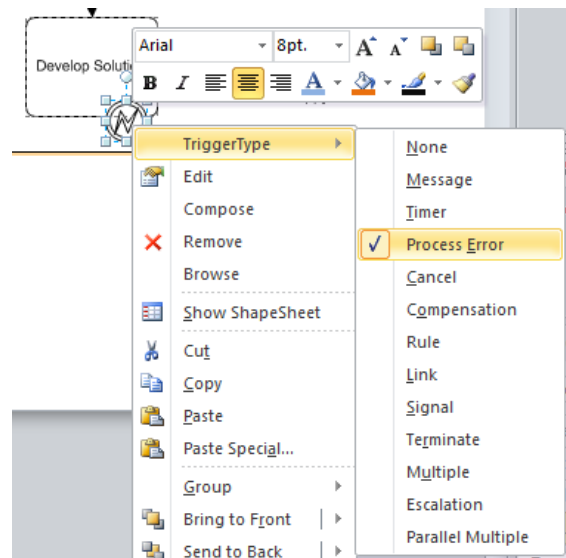 Arial 8pt. A A
Develop Soluti
B I A
TriggerType
Edit
Compose
Remove
Browse
Show ShapeSheet
Cut
Copy
Paste
Paste Special...
Group
Bring to Front
Send to Back
None
Message
Timer
Process Error
Cancel
Compensation
Rule
Link
Signal
Terminate
Multiple
Escalation
Parallel Multiple